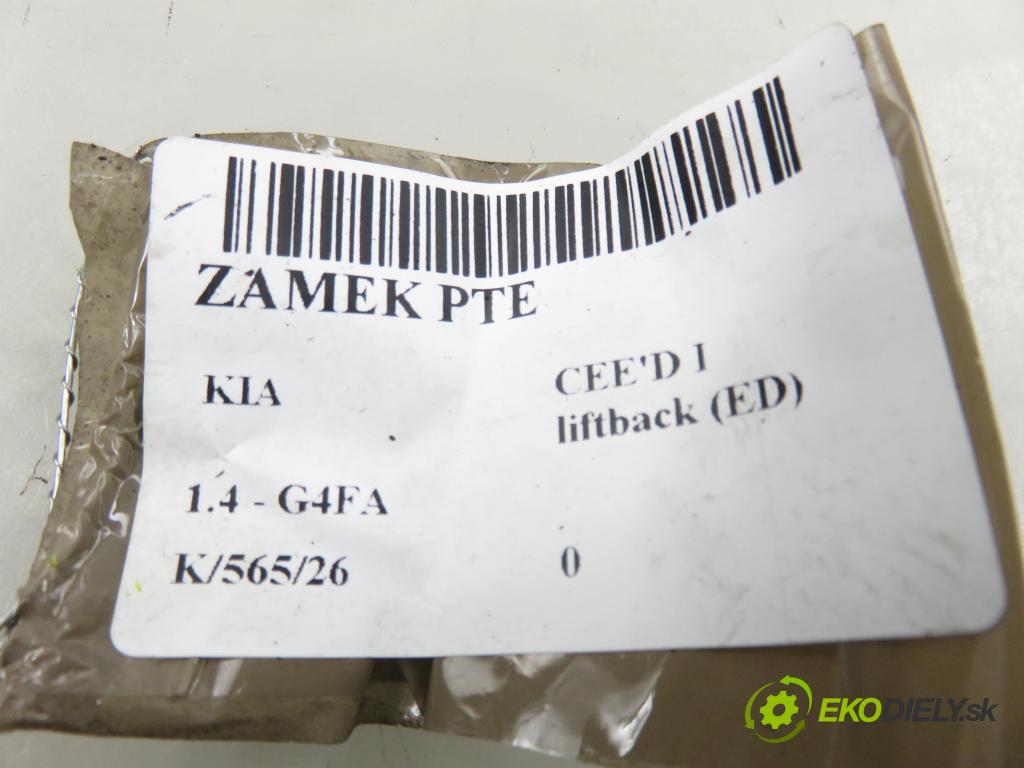 ZAMEK PTE
KIA
CEE'D I
liftback (ED)
1.4 - G4FA
K/565/26
0
EKODIELY.sk